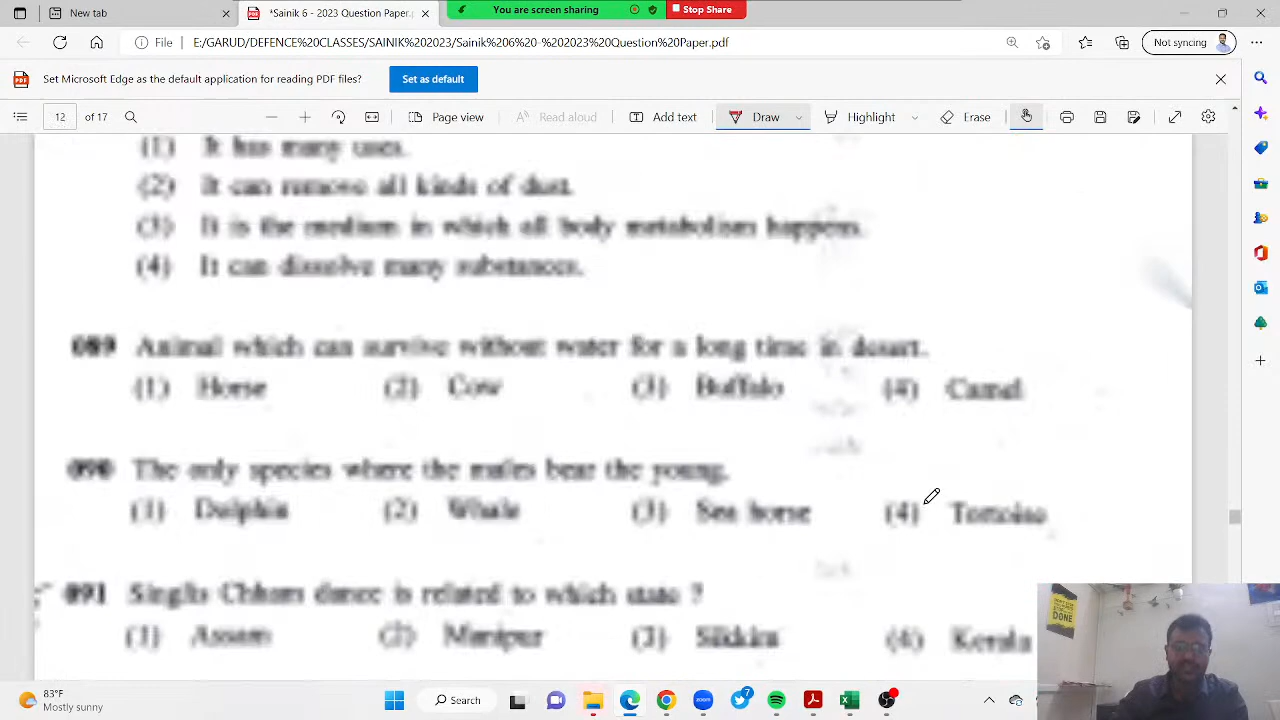 New tab
*Sainik 6 - 2023 Question Paper.
You are screen sharing
Stop Share
File
E:/GARUD/DEFENCE%20CLASSES/SAINIK%202023/Sainik%206%20-%202023%20Question%20Paper.pdf
Not syncing
Set Microsoft Edge as the default application for reading PDF files?
Set as default
12 of 17
Page view
Read aloud
Add text
Draw
Highlight
Erase
(1) It has many uses.
(2) It can remove all kinds of dust.
(3) It is the medium in which all body metabolism happens.
(4) It can dissolve many substances.
089 Animal which can survive without water for a long time in desert.
(1) Horse (2) Cow (3) Buffalo (4) Camel
090 The only species where the males bear the young.
(1) Dolphin (2) Whale (3) Sea horse (4) Tortoise
091 Singhi Chham dance is related to which state ?
(1) Assam (2) Manipur (3) Sikkim (4) Kerala
DONE
83°F
Search
zoom
7